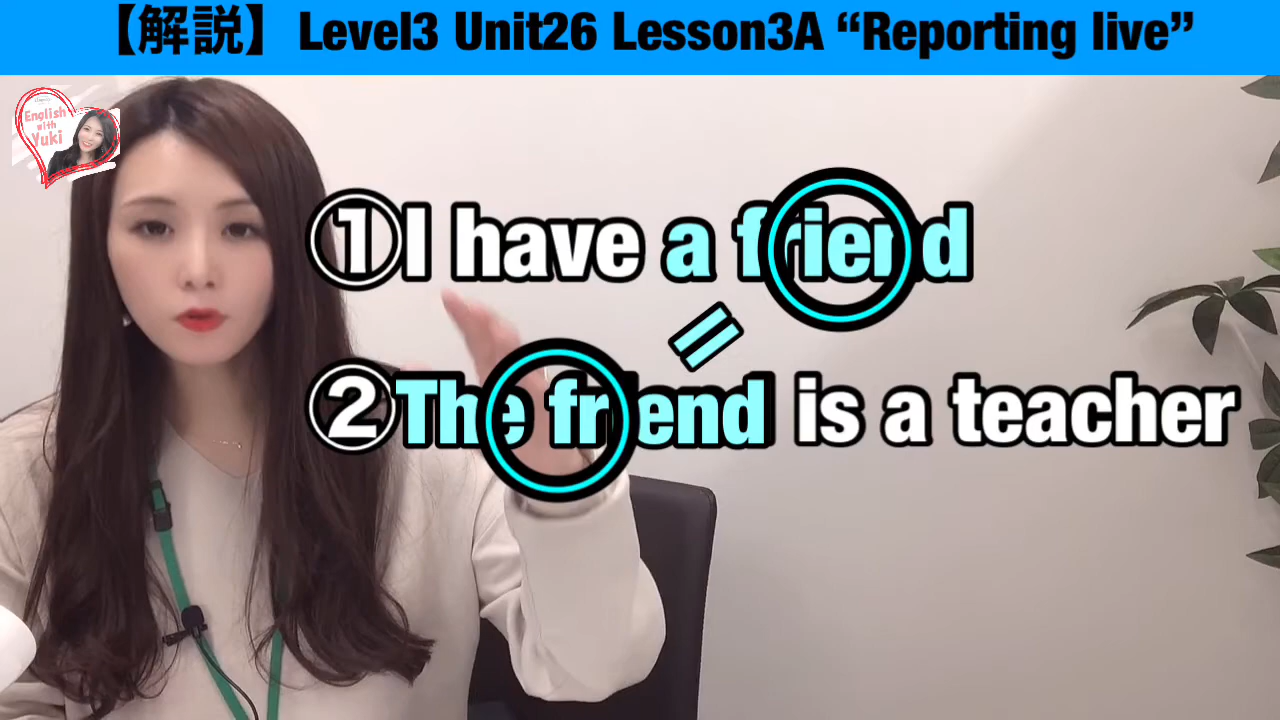 【解説】Level3 Unit26 Lesson3A “Reporting live”
English
with
Yuki
①I have a friend
=
②The friend is a teacher